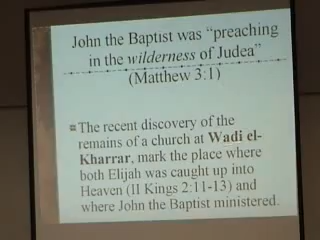 John the Baptist was “preaching
in the wilderness of Judea”
(Matthew 3:1)
The recent discovery of the
remains of a church at Wadi el-
Kharrar, mark the place where
both Elijah was caught up into
Heaven (II Kings 2:11-13) and
where John the Baptist ministered.